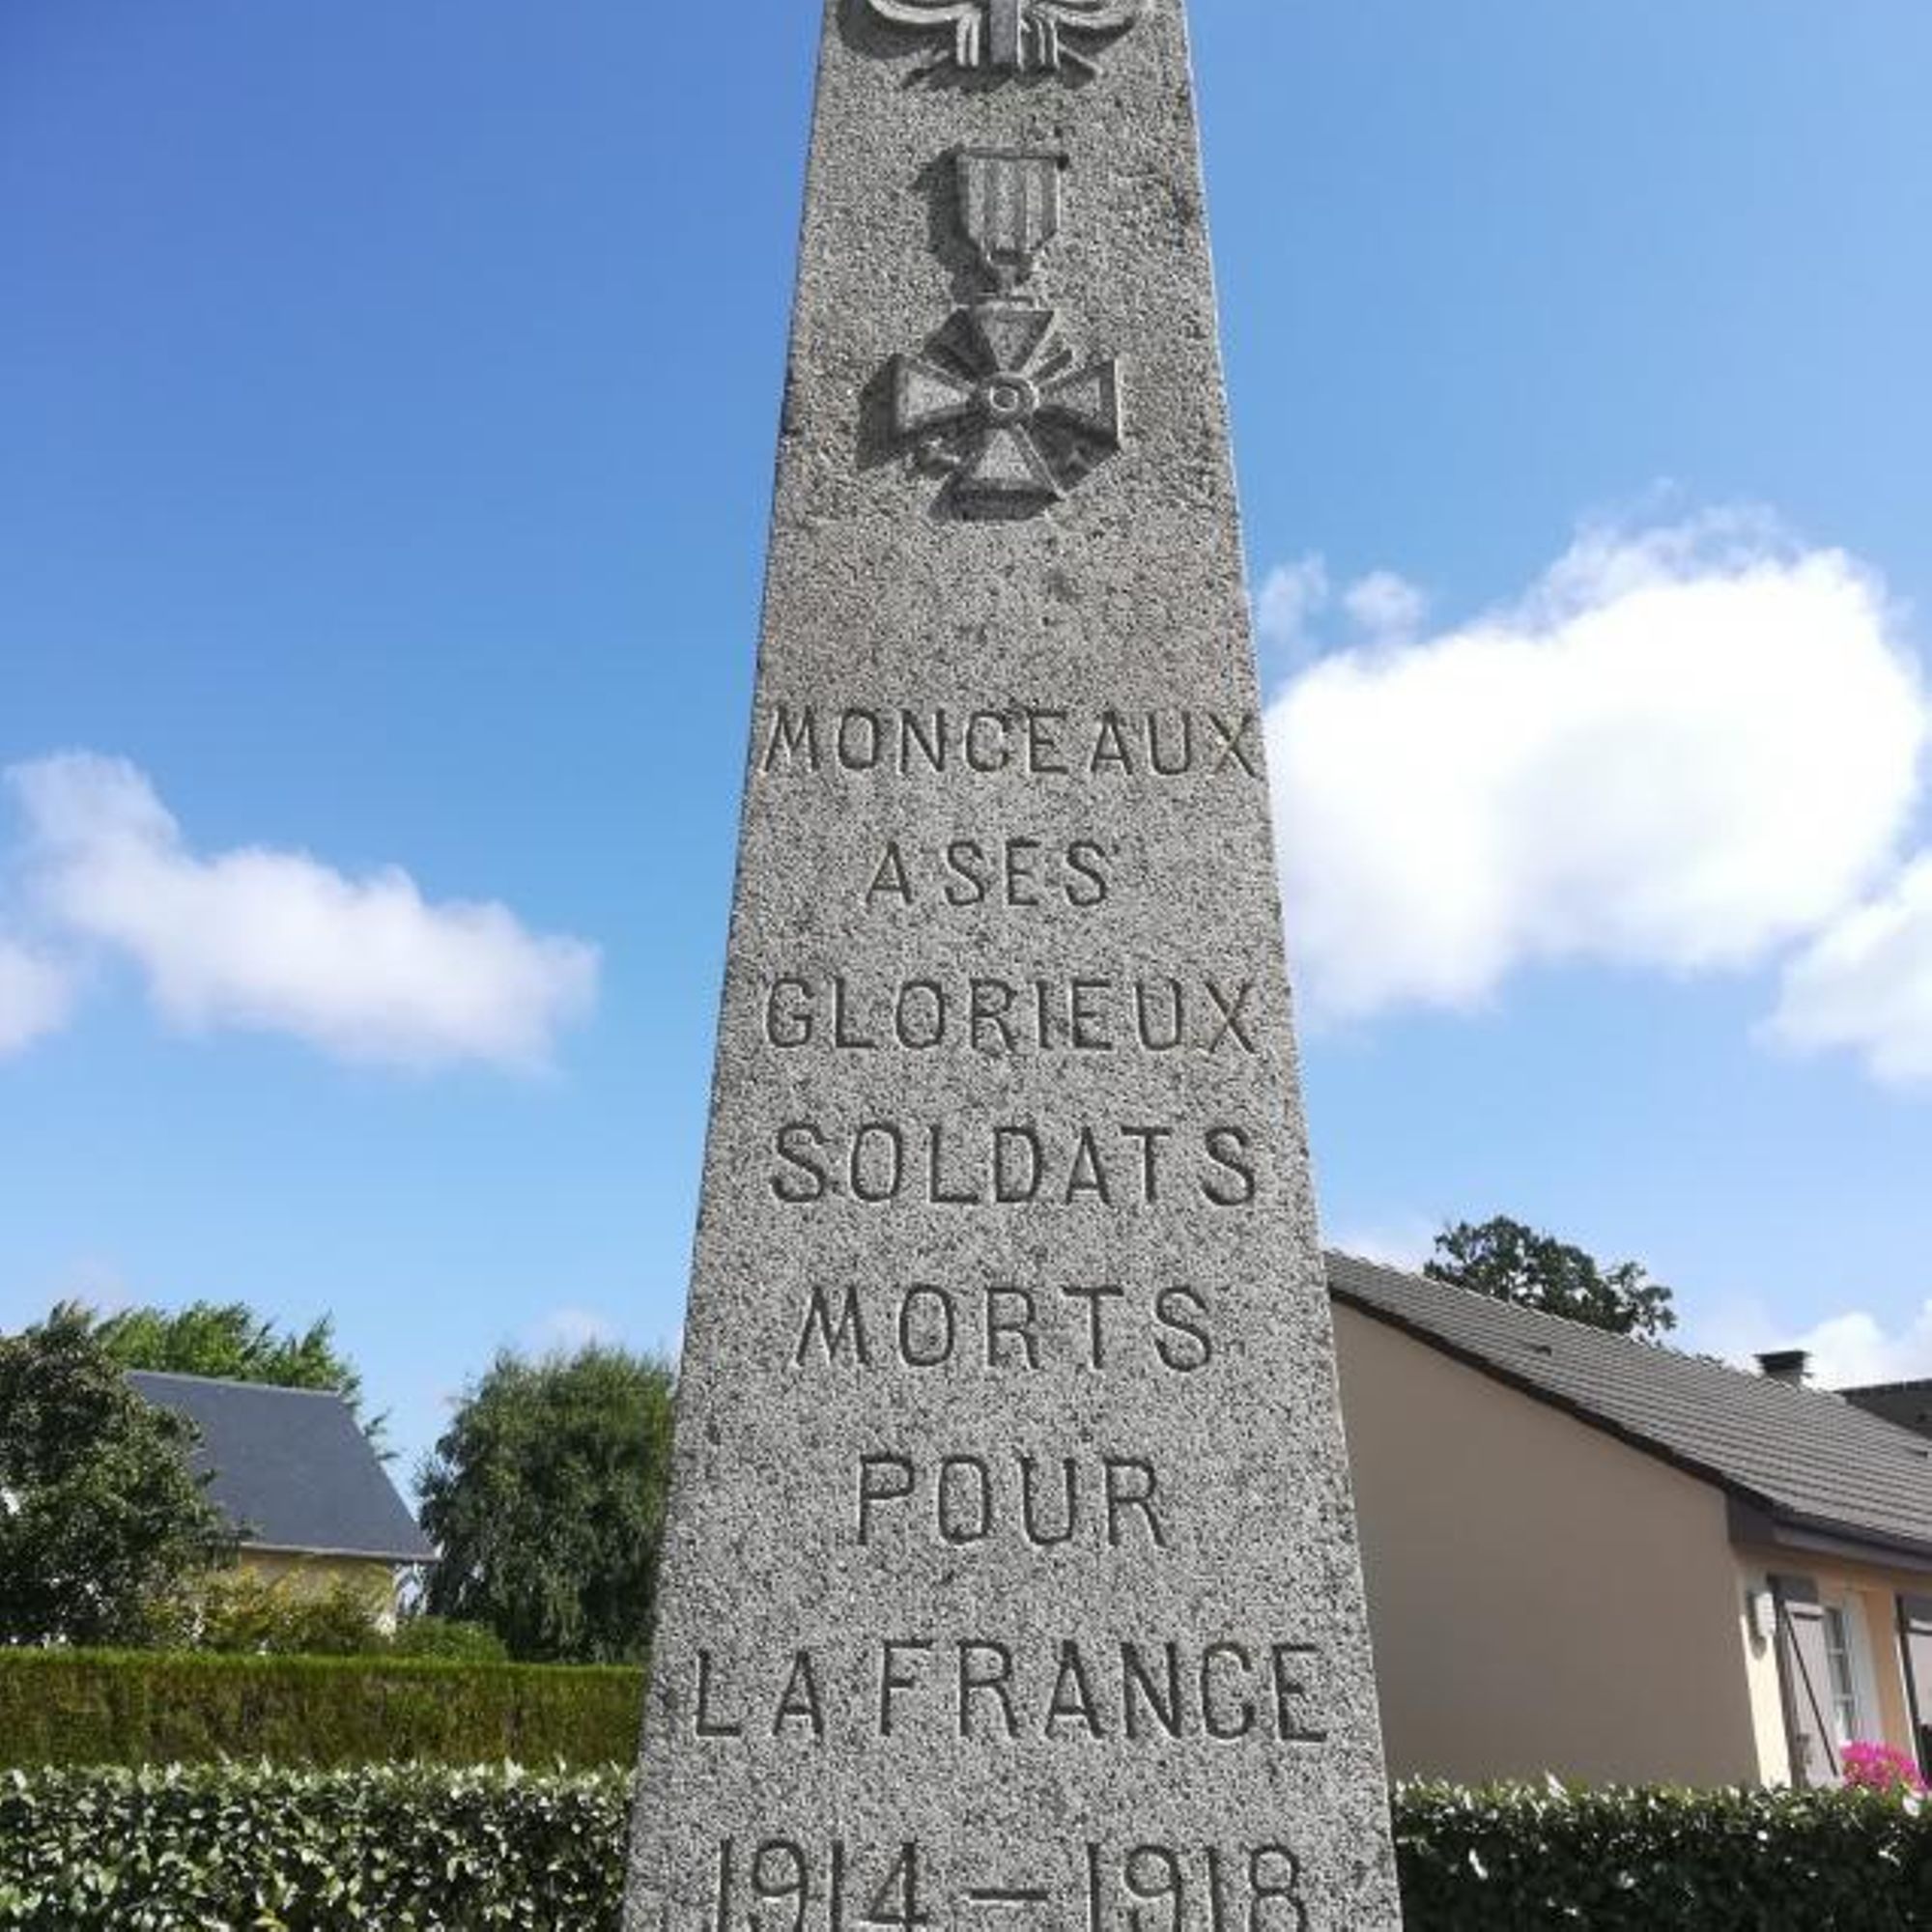 MONCEAUX
A SES
GLORIEUX
SOLDATS
MORTS
POUR
LA FRANCE
1914 — 1918